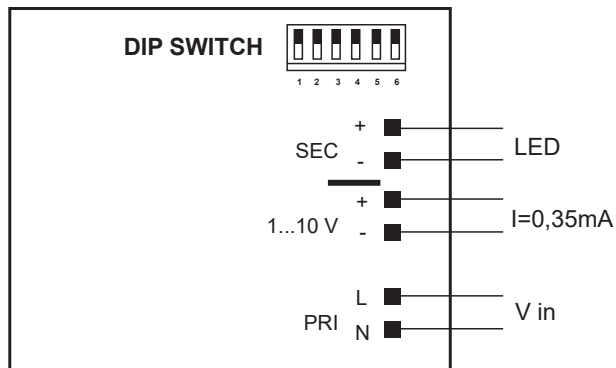 DIP SWITCH
1 2 3 4 5 6
+
SEC
-
LED
+
1...10 V
-
I=0,35mA
L
PRI
N
V in